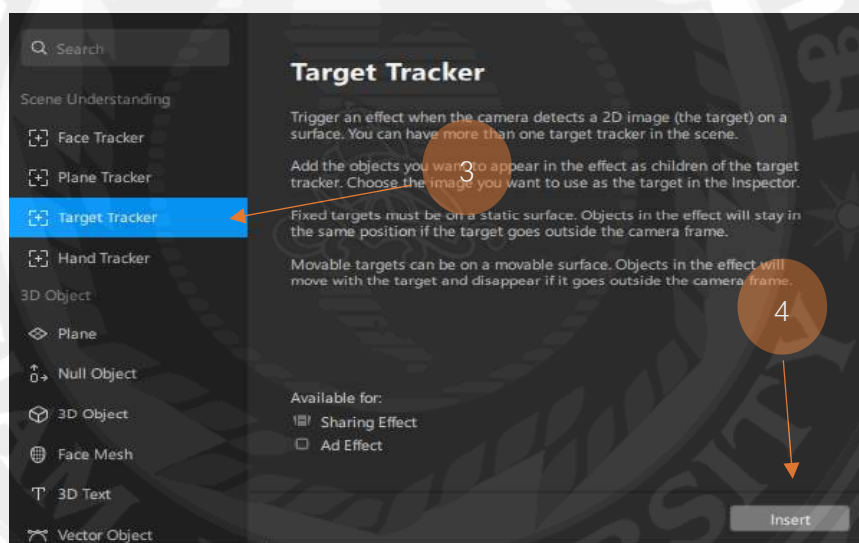 Search
Scene Understanding
Face Tracker
Plane Tracker
Target Tracker
Hand Tracker
3D Object
Plane
Null Object
3D Object
Face Mesh
3D Text
Vector Object
Target Tracker
Trigger an effect when the camera detects a 2D image (the target) on a
surface. You can have more than one target tracker in the scene.
Add the objects you want to appear in the effect as children of the target
tracker. Choose the image you want to use as the target in the Inspector.
Fixed targets must be on a static surface. Objects in the effect will stay in
the same position if the target goes outside the camera frame.
Movable targets can be on a movable surface. Objects in the effect will
move with the target and disappear if it goes outside the camera frame.
3
4
Available for:
Sharing Effect
Ad Effect
Insert